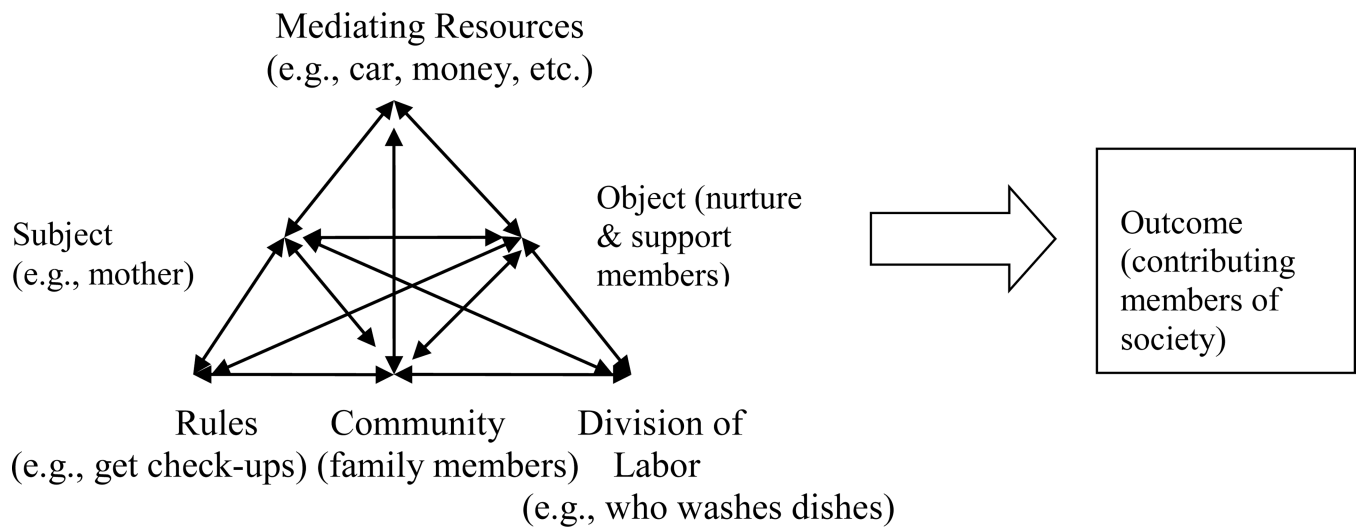 Mediating Resources
(e.g., car, money, etc.)
Subject
(e.g., mother)
Object (nurture
& support
members)
Outcome
(contributing
members of
society)
Rules
(e.g., get check-ups)
Community
(family members)
Division of
Labor
(e.g., who washes dishes)